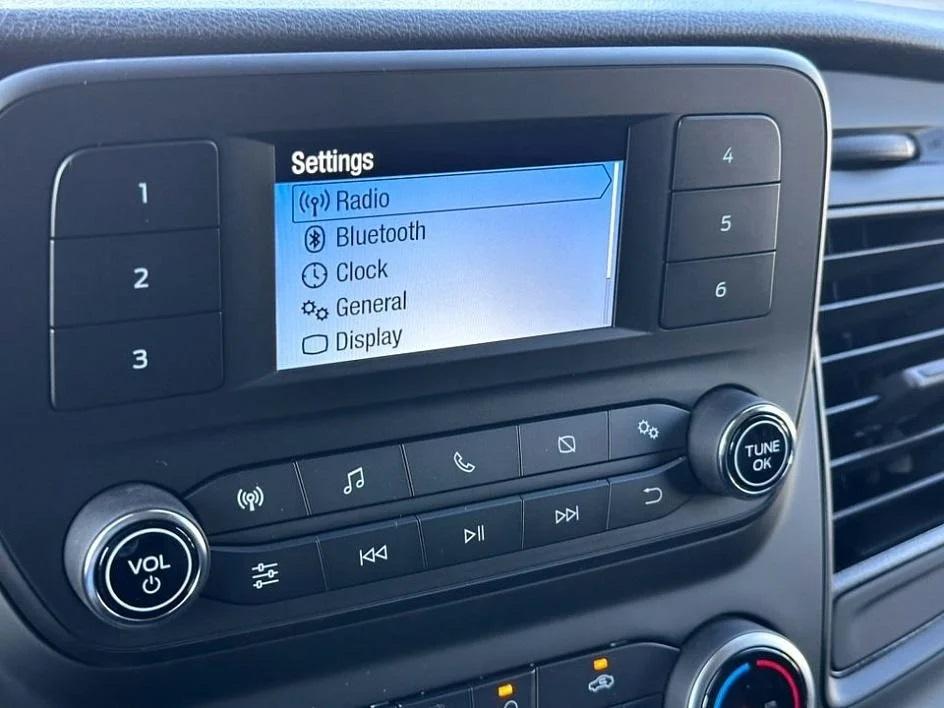 Settings
Radio
Bluetooth
Clock
General
Display
1
2
3
4
5
6
VOL
TUNE
OK